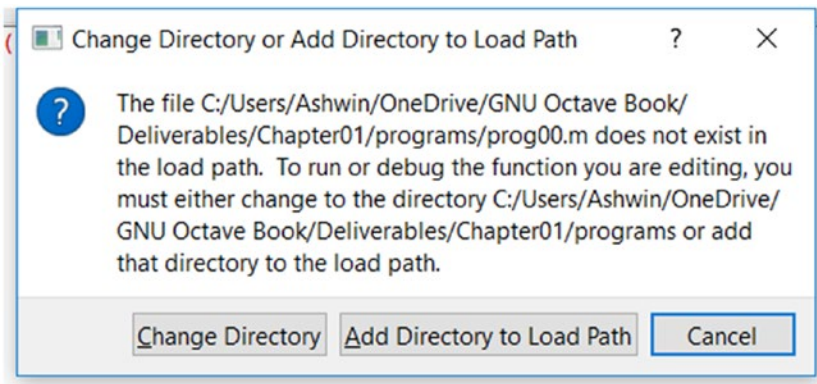 Change Directory or Add Directory to Load Path
?
The file C:/Users/Ashwin/OneDrive/GNU Octave Book/
Deliverables/Chapter01/programs/prog00.m does not exist in
the load path.  To run or debug the function you are editing, you
must either change to the directory C:/Users/Ashwin/OneDrive/
GNU Octave Book/Deliverables/Chapter01/programs or add
that directory to the load path.
Change Directory
Add Directory to Load Path
Cancel